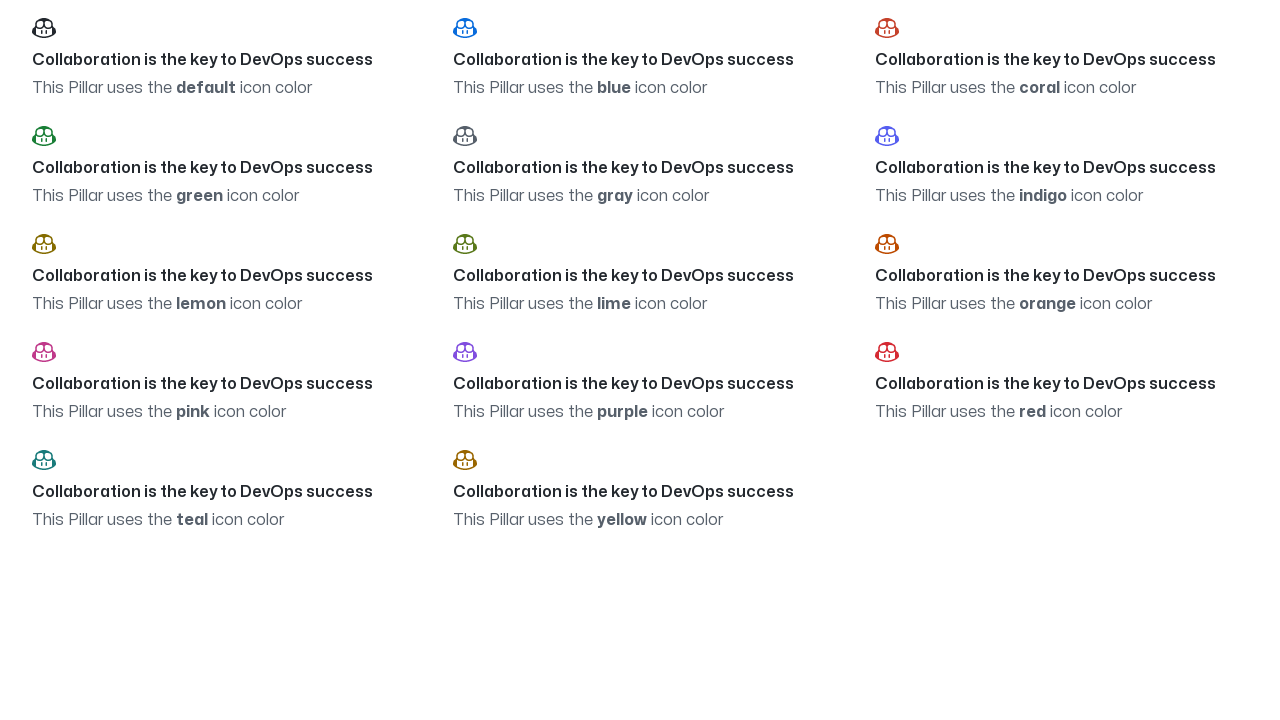 Collaboration is the key to DevOps success
This Pillar uses the default icon color
Collaboration is the key to DevOps success
This Pillar uses the blue icon color
Collaboration is the key to DevOps success
This Pillar uses the coral icon color
Collaboration is the key to DevOps success
This Pillar uses the green icon color
Collaboration is the key to DevOps success
This Pillar uses the gray icon color
Collaboration is the key to DevOps success
This Pillar uses the indigo icon color
Collaboration is the key to DevOps success
This Pillar uses the lemon icon color
Collaboration is the key to DevOps success
This Pillar uses the lime icon color
Collaboration is the key to DevOps success
This Pillar uses the orange icon color
Collaboration is the key to DevOps success
This Pillar uses the pink icon color
Collaboration is the key to DevOps success
This Pillar uses the purple icon color
Collaboration is the key to DevOps success
This Pillar uses the red icon color
Collaboration is the key to DevOps success
This Pillar uses the teal icon color
Collaboration is the key to DevOps success
This Pillar uses the yellow icon color